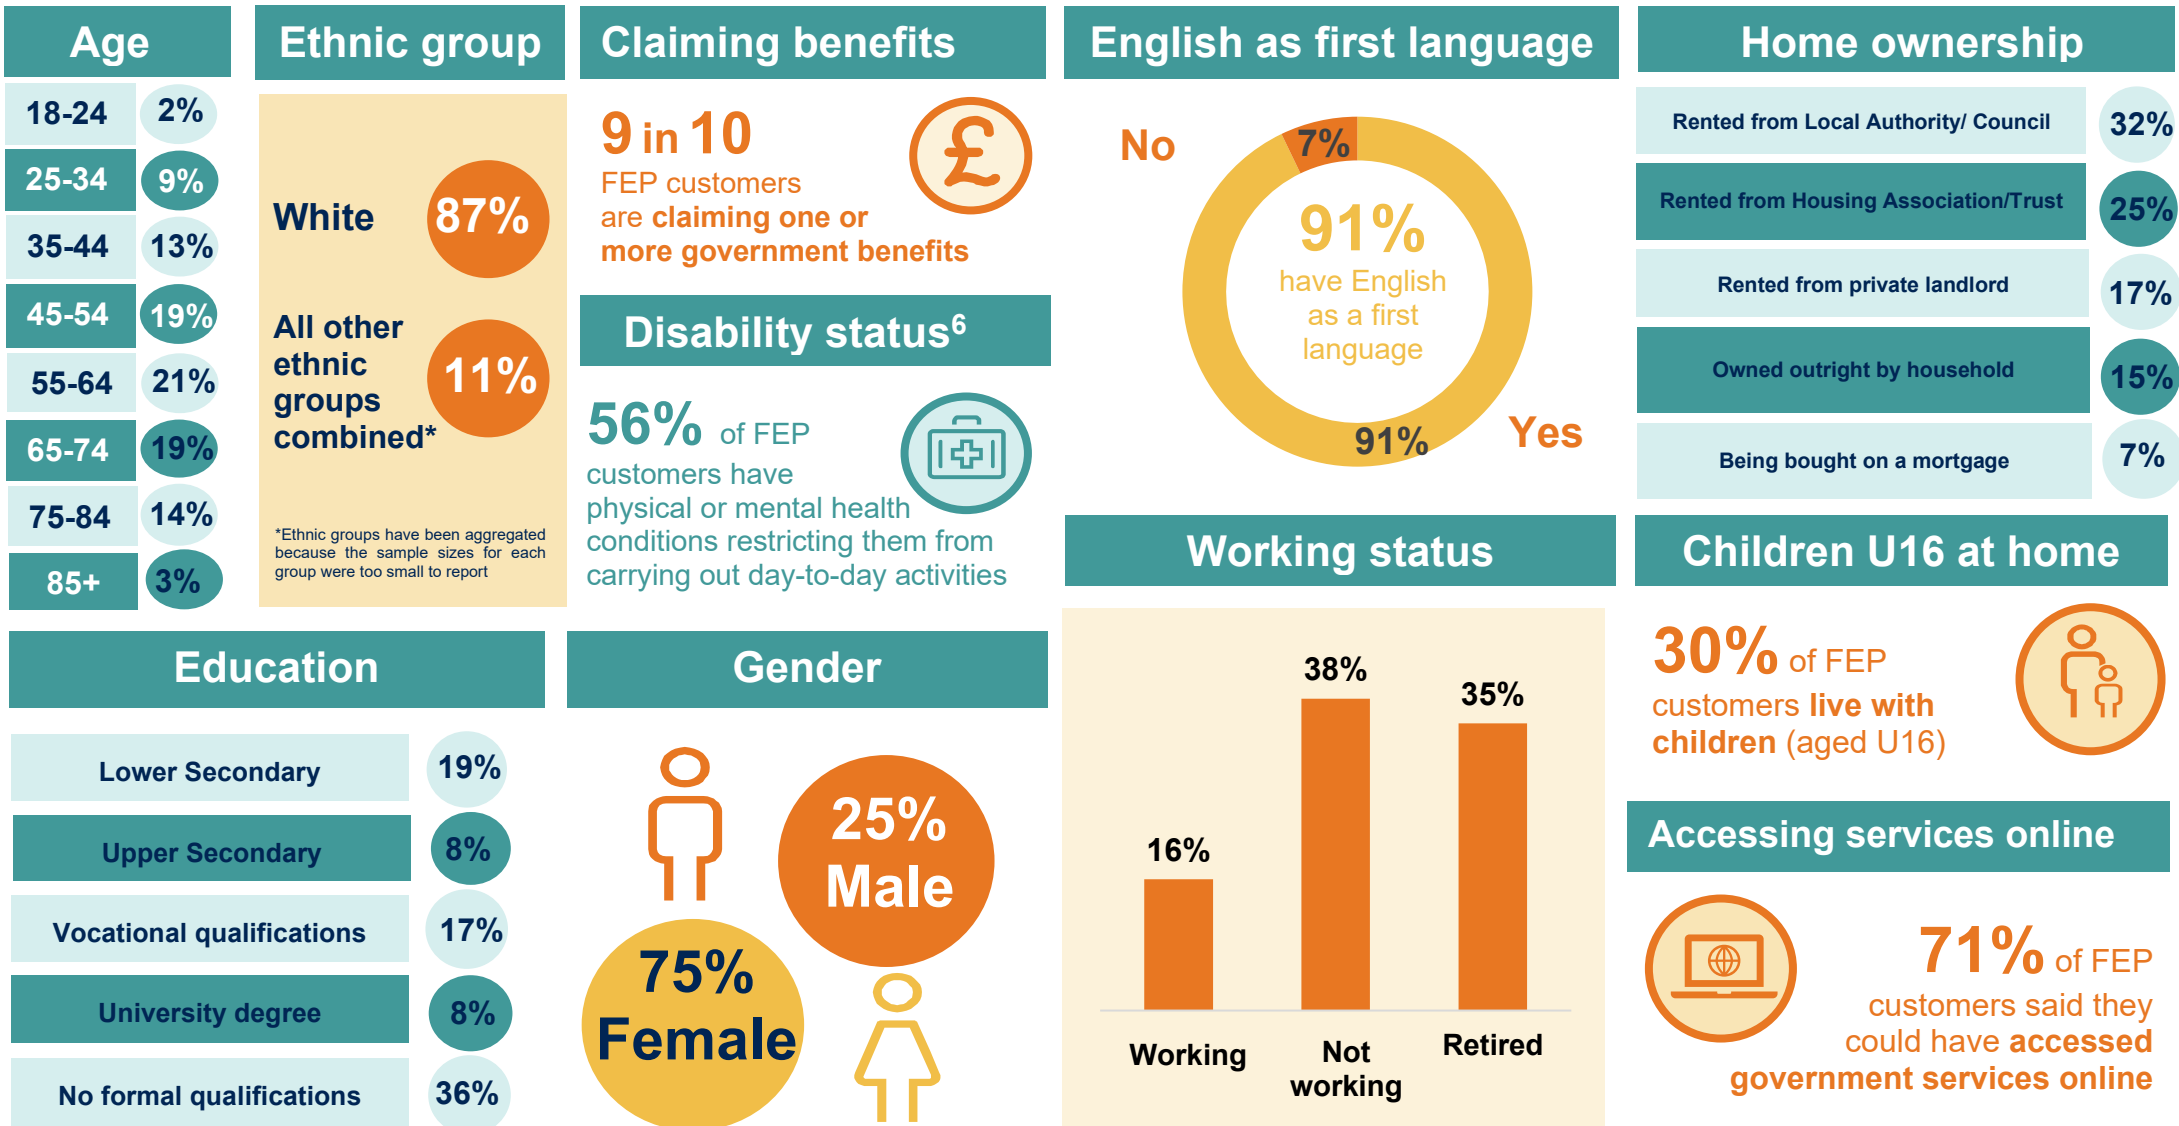 Age
18-24 2%
25-34 9%
35-44 13%
45-54 19%
55-64 21%
65-74 19%
75-84 14%
85+ 3%
Ethnic group
White 87%
All other
ethnic
groups
combined*
11%
*Ethnic groups have been aggregated
because the sample sizes for each
group were too small to report
Claiming benefits
9 in 10
FEP customers
are claiming one or
more government benefits
£
Disability status6
56% of FEP
customers have
physical or mental health
conditions restricting them from
carrying out day-to-day activities
English as first language
No
7%
91%
have English
as a first
language
91%
Yes
Home ownership
Rented from Local Authority/ Council 32%
Rented from Housing Association/Trust 25%
Rented from private landlord 17%
Owned outright by household 15%
Being bought on a mortgage 7%
Education
Lower Secondary 19%
Upper Secondary 8%
Vocational qualifications 17%
University degree 8%
No formal qualifications 36%
Gender
25%
Male
75%
Female
Working status
16%
38%
35%
Working
Not
working
Retired
Children U16 at home
30% of FEP
customers live with
children (aged U16)
Accessing services online
71% of FEP
customers said they
could have accessed
government services online